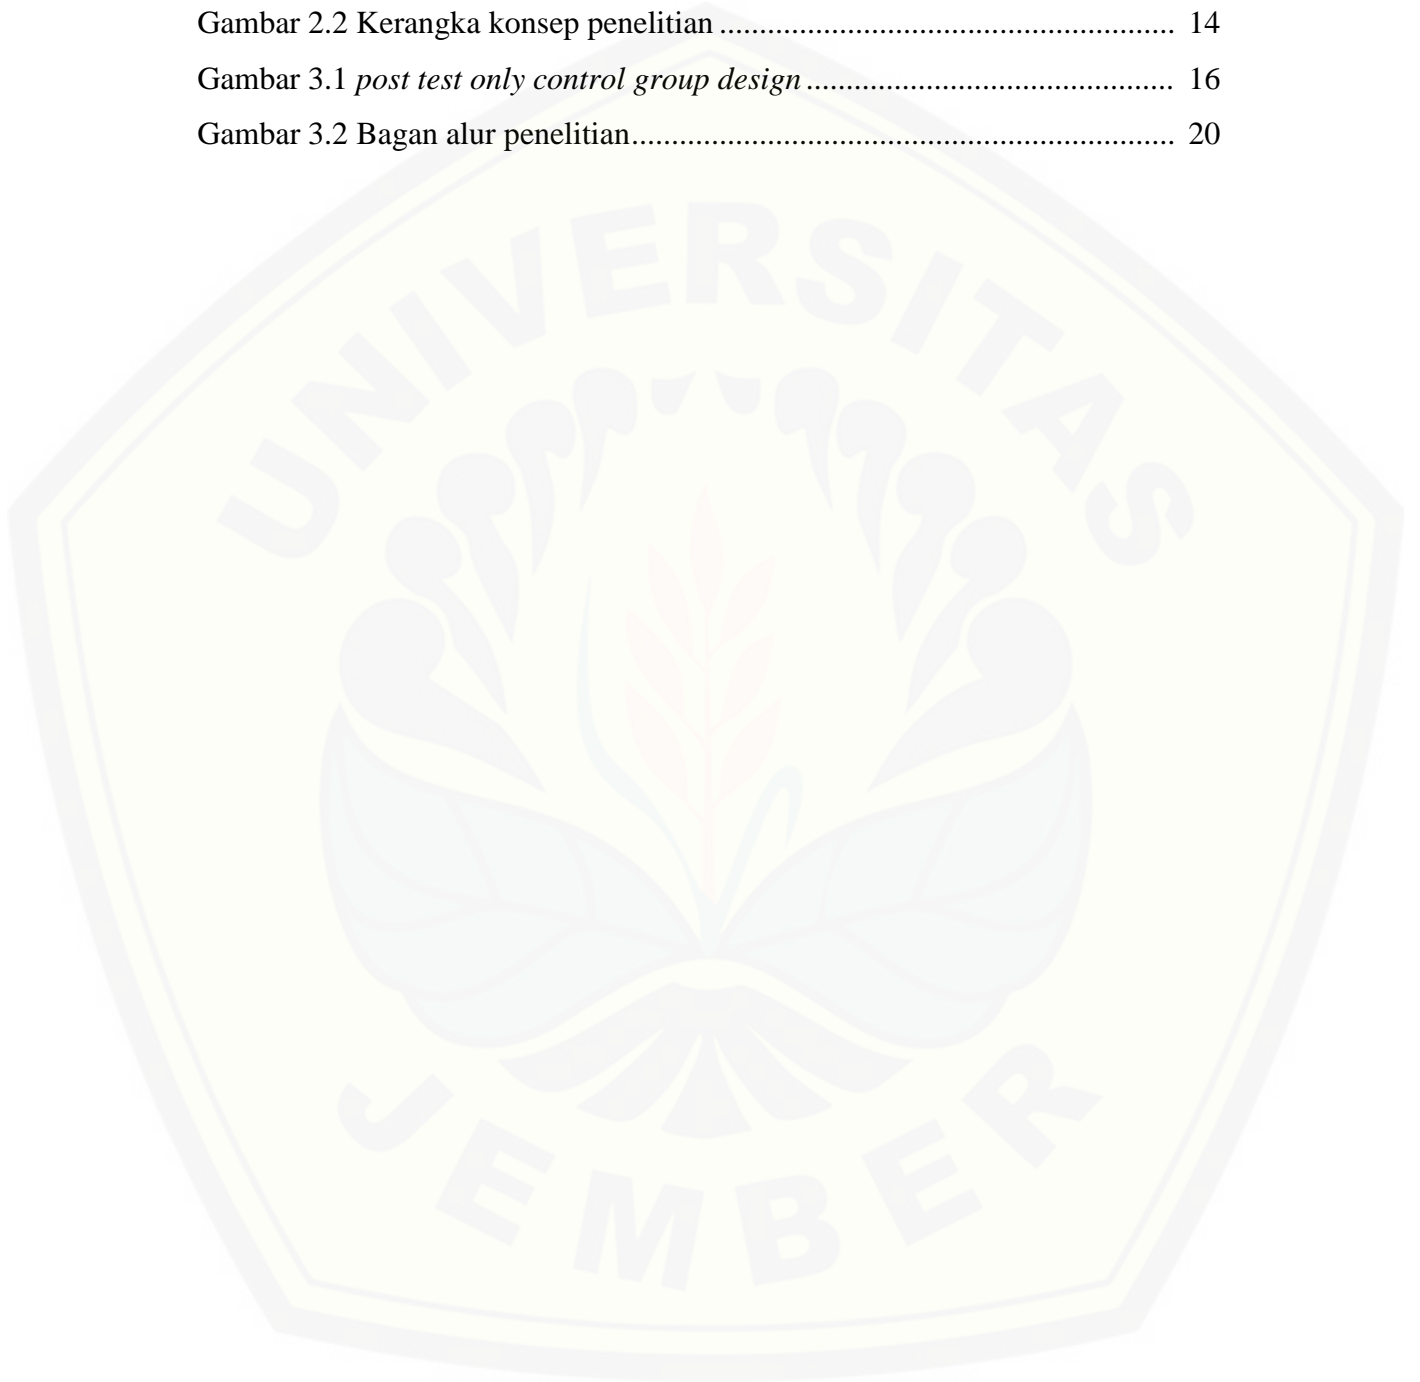 Gambar 2.2 Kerangka konsep penelitian ......................................................... 14
Gambar 3.1 post test only control group design .............................................. 16
Gambar 3.2 Bagan alur penelitian.................................................................... 20
UNIVERSITAS
JEMBER